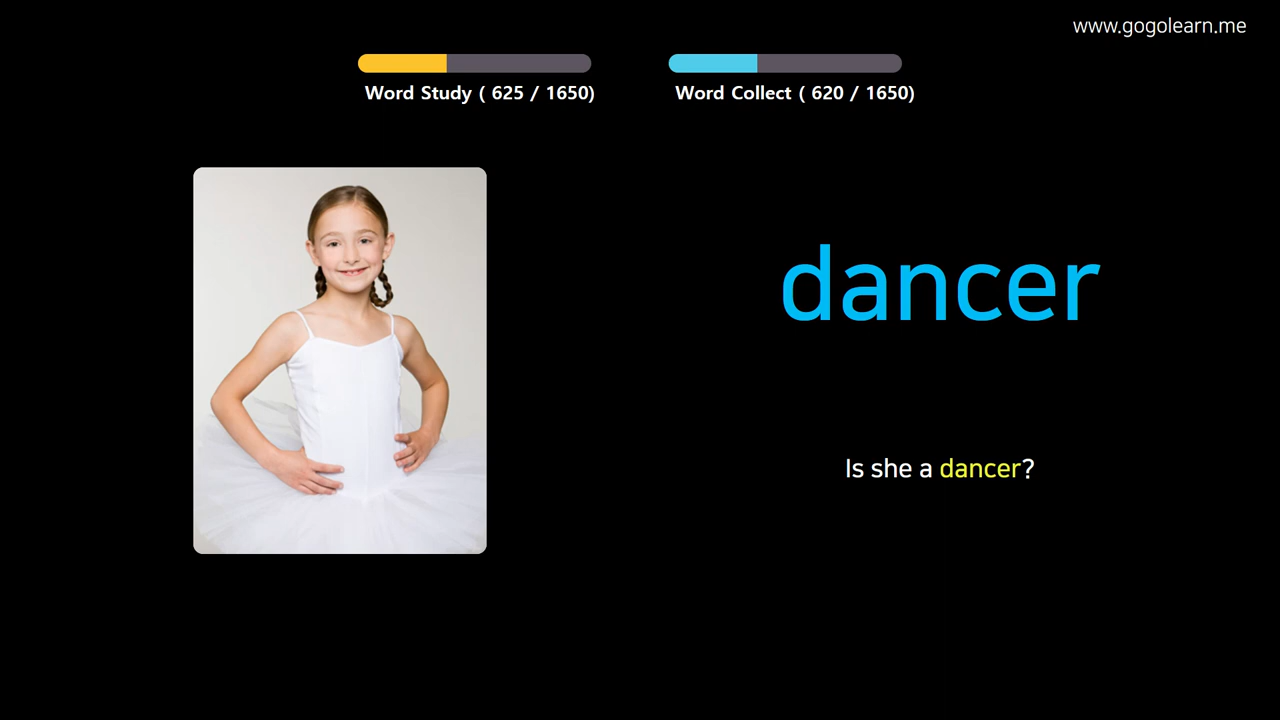 www.gogolearn.me
Word Study ( 625 / 1650)
Word Collect ( 620 / 1650)
dancer
Is she a dancer?